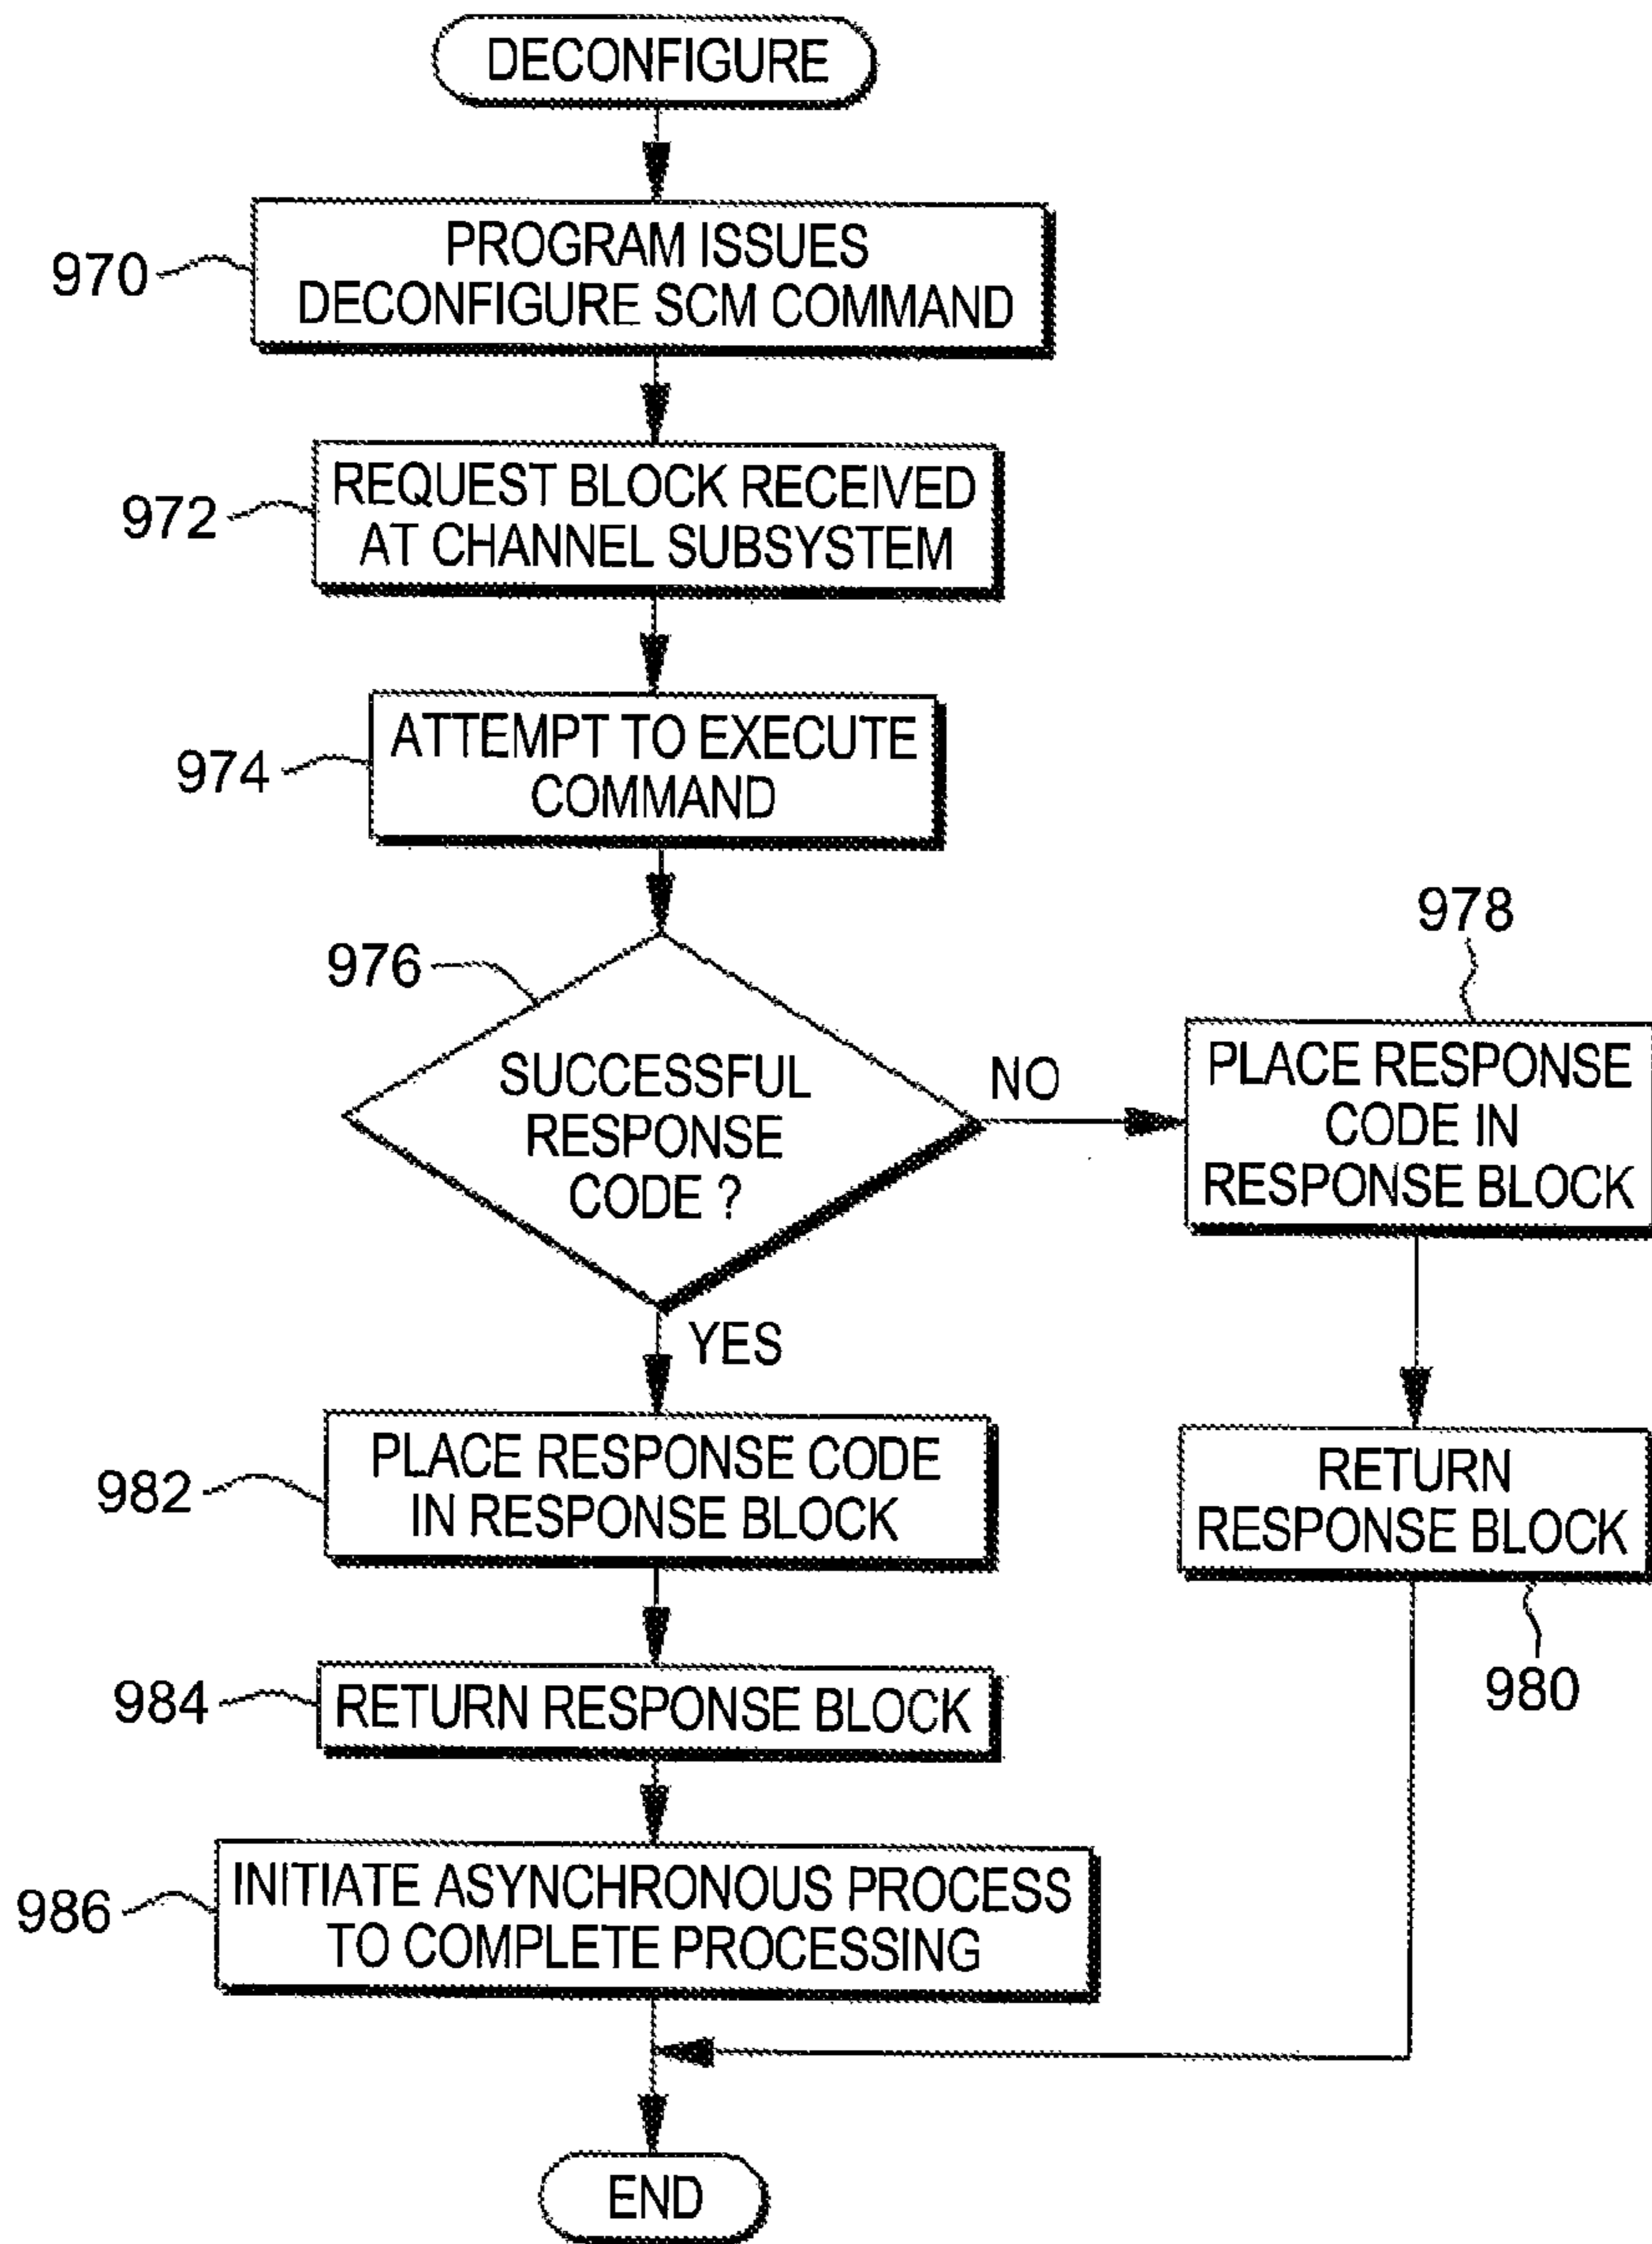 DECONFIGURE
970
PROGRAM ISSUES
DECONFIGURE SCM COMMAND
972
REQUEST BLOCK RECEIVED
AT CHANNEL SUBSYSTEM
974
ATTEMPT TO EXECUTE
COMMAND
976
SUCCESSFUL
RESPONSE
CODE ?
NO
978
PLACE RESPONSE
CODE IN
RESPONSE BLOCK
RETURN
RESPONSE BLOCK
980
YES
982
PLACE RESPONSE CODE
IN RESPONSE BLOCK
984
RETURN RESPONSE BLOCK
986
INITIATE ASYNCHRONOUS PROCESS
TO COMPLETE PROCESSING
END